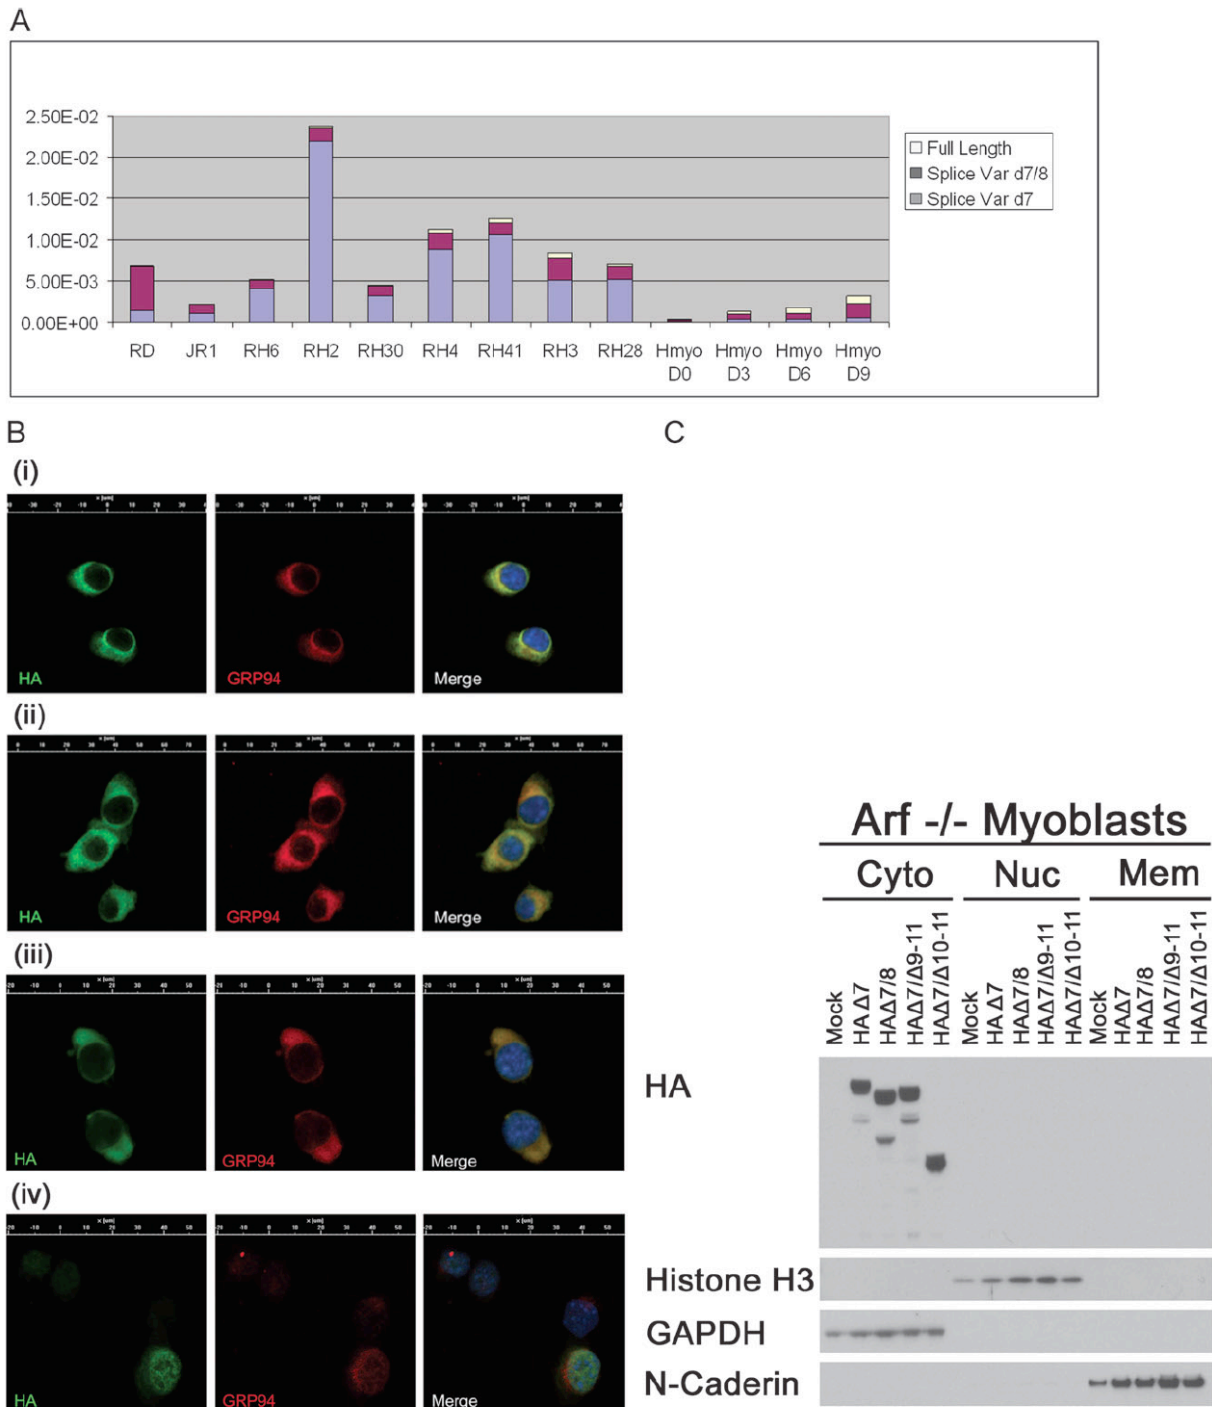 A
2.50E-02
2.00E-02
1.50E-02
1.00E-02
5.00E-03
0.00E+00
RD JR1 RH6 RH2 RH30 RH4 RH41 RH3 RH28 Hmyo D0 Hmyo D3 Hmyo D6 Hmyo D9
Full Length
Splice Var d7/8
Splice Var d7
B
(i)
HA GRP94 Merge
(ii)
HA GRP94 Merge
(iii)
HA GRP94 Merge
(iv)
HA GRP94 Merge
C
Arf -/- Myoblasts
Cyto Nuc Mem
Mock HAΔ7 HAΔ7/8 HAΔ7/Δ9-11 HAΔ7/Δ10-11 Mock HAΔ7 HAΔ7/8 HAΔ7/Δ9-11 HAΔ7/Δ10-11 Mock HAΔ7 HAΔ7/8 HAΔ7/Δ9-11 HAΔ7/Δ10-11
HA
Histone H3
GAPDH
N-Caderin